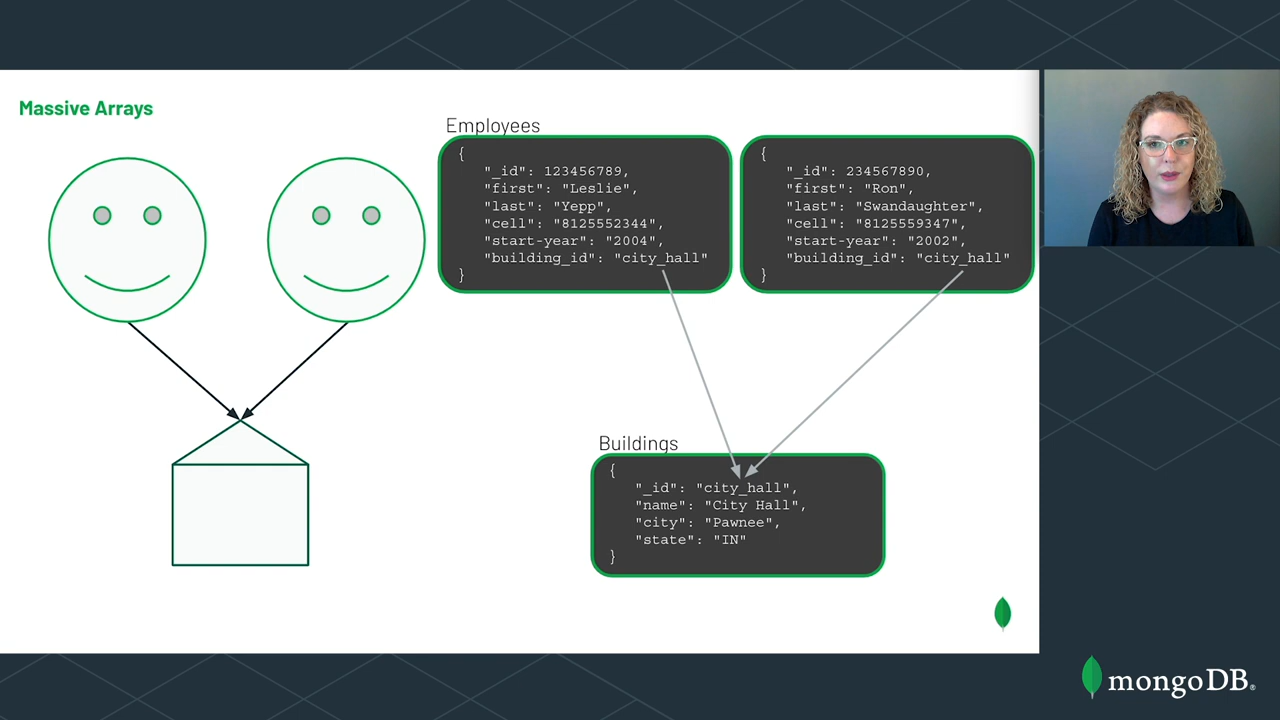 Massive Arrays
Employees
{
"_id": 123456789,
"first": "Leslie",
"last": "Yepp",
"cell": "8125552344",
"start-year": "2004",
"building_id": "city_hall"
}
{
"_id": 234567890,
"first": "Ron",
"last": "Swandaughter",
"cell": "8125559347",
"start-year": "2002",
"building_id": "city_hall"
}
Buildings
{
"_id": "city_hall",
"name": "City Hall",
"city": "Pawnee",
"state": "IN"
}
mongoDB®